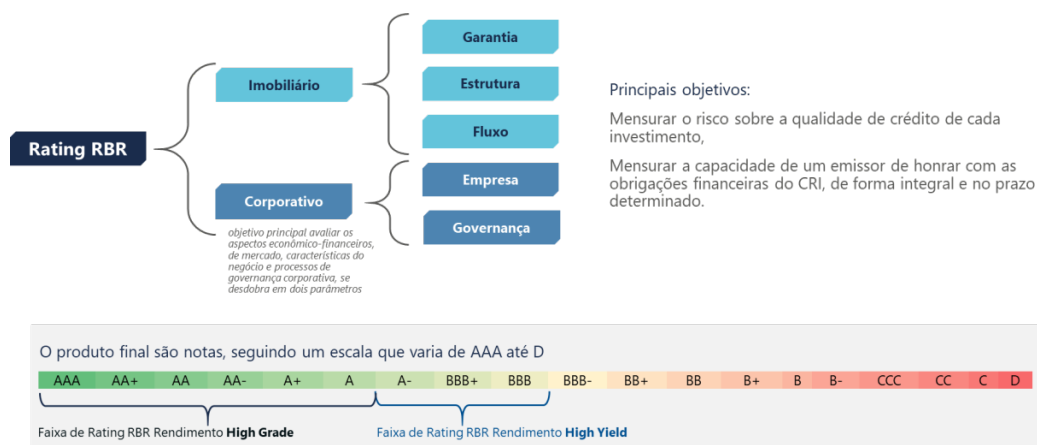 Rating RBR
Imobiliário
Garantia
Estrutura
Fluxo
Corporativo
objetivo principal avaliar os
aspectos econômico-financeiros,
de mercado, características do
negócio e processos de
governança corporativa, se
desdobra em dois parâmetros
Empresa
Governança
Principais objetivos:
Mensurar o risco sobre a qualidade de crédito de cada
investimento,
Mensurar a capacidade de um emissor de honrar com as
obrigações financeiras do CRI, de forma integral e no prazo
determinado.
O produto final são notas, seguindo um escala que varia de AAA até D
AAA AA+ AA AA- A+ A A- BBB+ BBB BBB- BB+ BB B+ B B- CCC CC C D
Faixa de Rating RBR Rendimento High Grade
Faixa de Rating RBR Rendimento High Yield